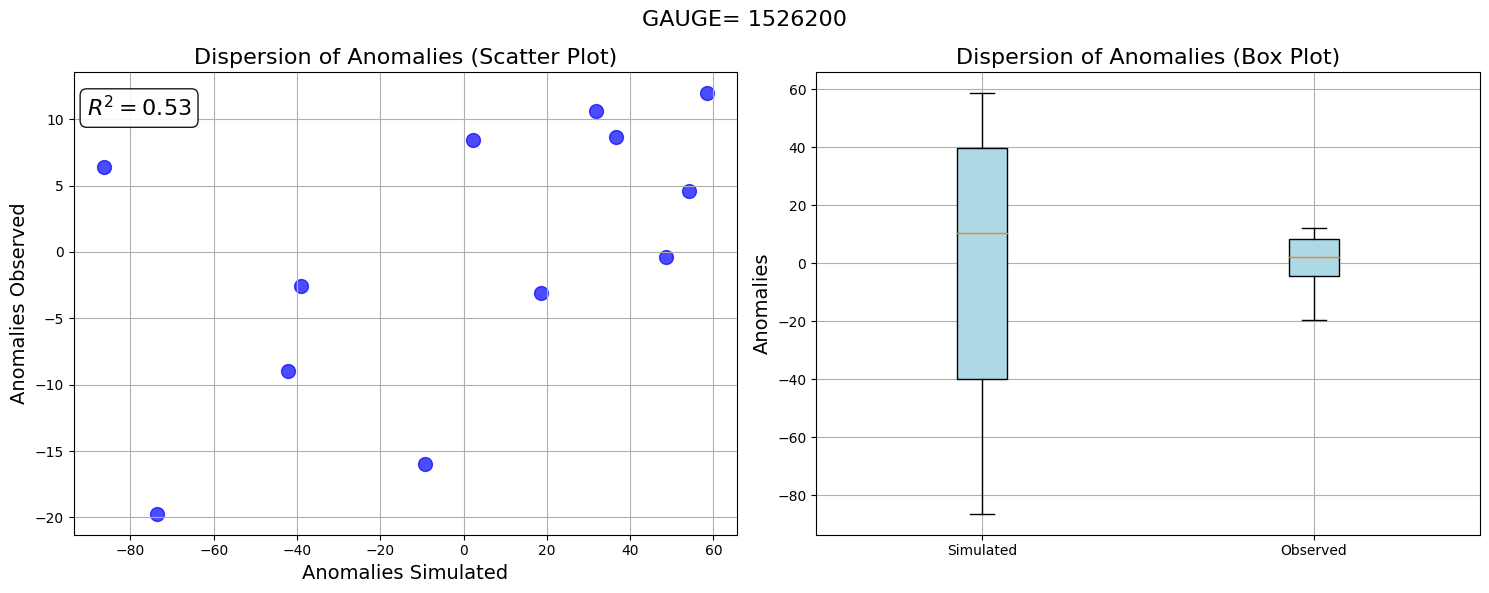 GAUGE= 1526200
Dispersion of Anomalies (Scatter Plot)
R² = 0.53
Anomalies Observed
10
5
0
−5
−10
−15
−20
−80 −60 −40 −20 0 20 40 60
Anomalies Simulated
Dispersion of Anomalies (Box Plot)
Anomalies
60
40
20
0
−20
−40
−60
−80
Simulated Observed